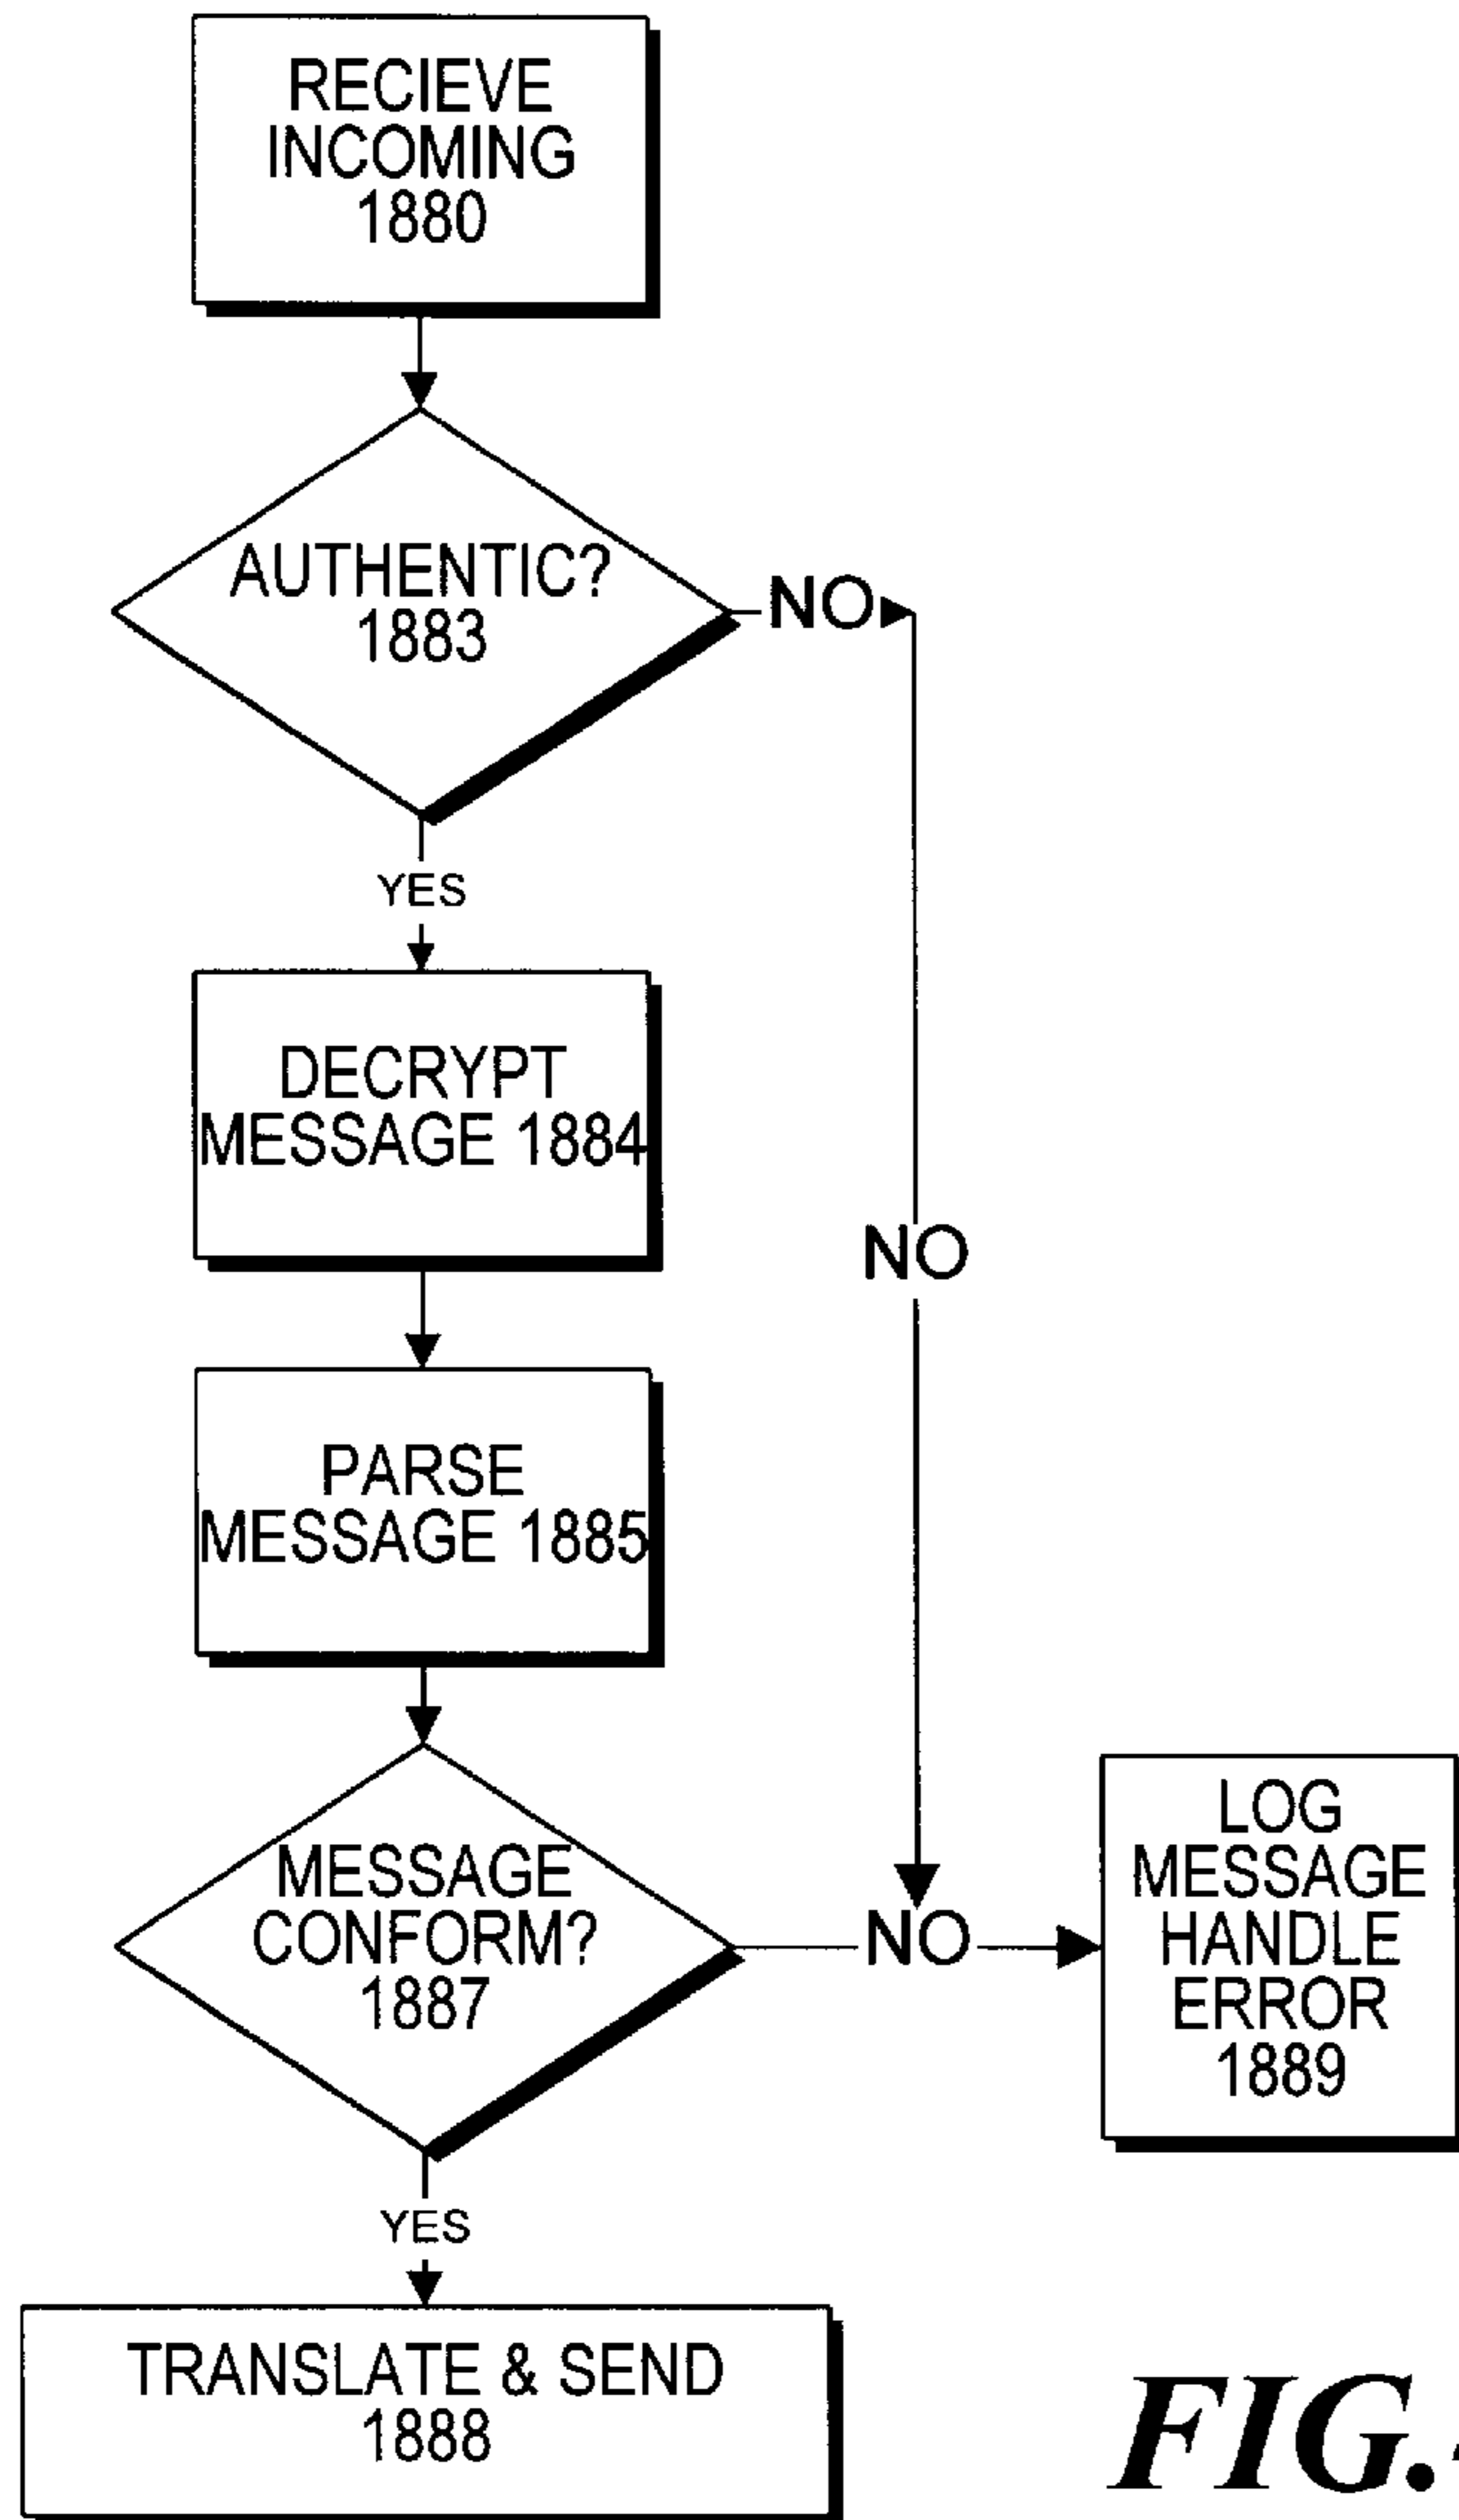 RECIEVE
INCOMING
1880
AUTHENTIC?
1883
NO
YES
DECRYPT
MESSAGE 1884
NO
PARSE
MESSAGE 1885
MESSAGE
CONFORM?
1887
NO
LOG
MESSAGE
HANDLE
ERROR
1889
YES
TRANSLATE & SEND
1888
FIG.